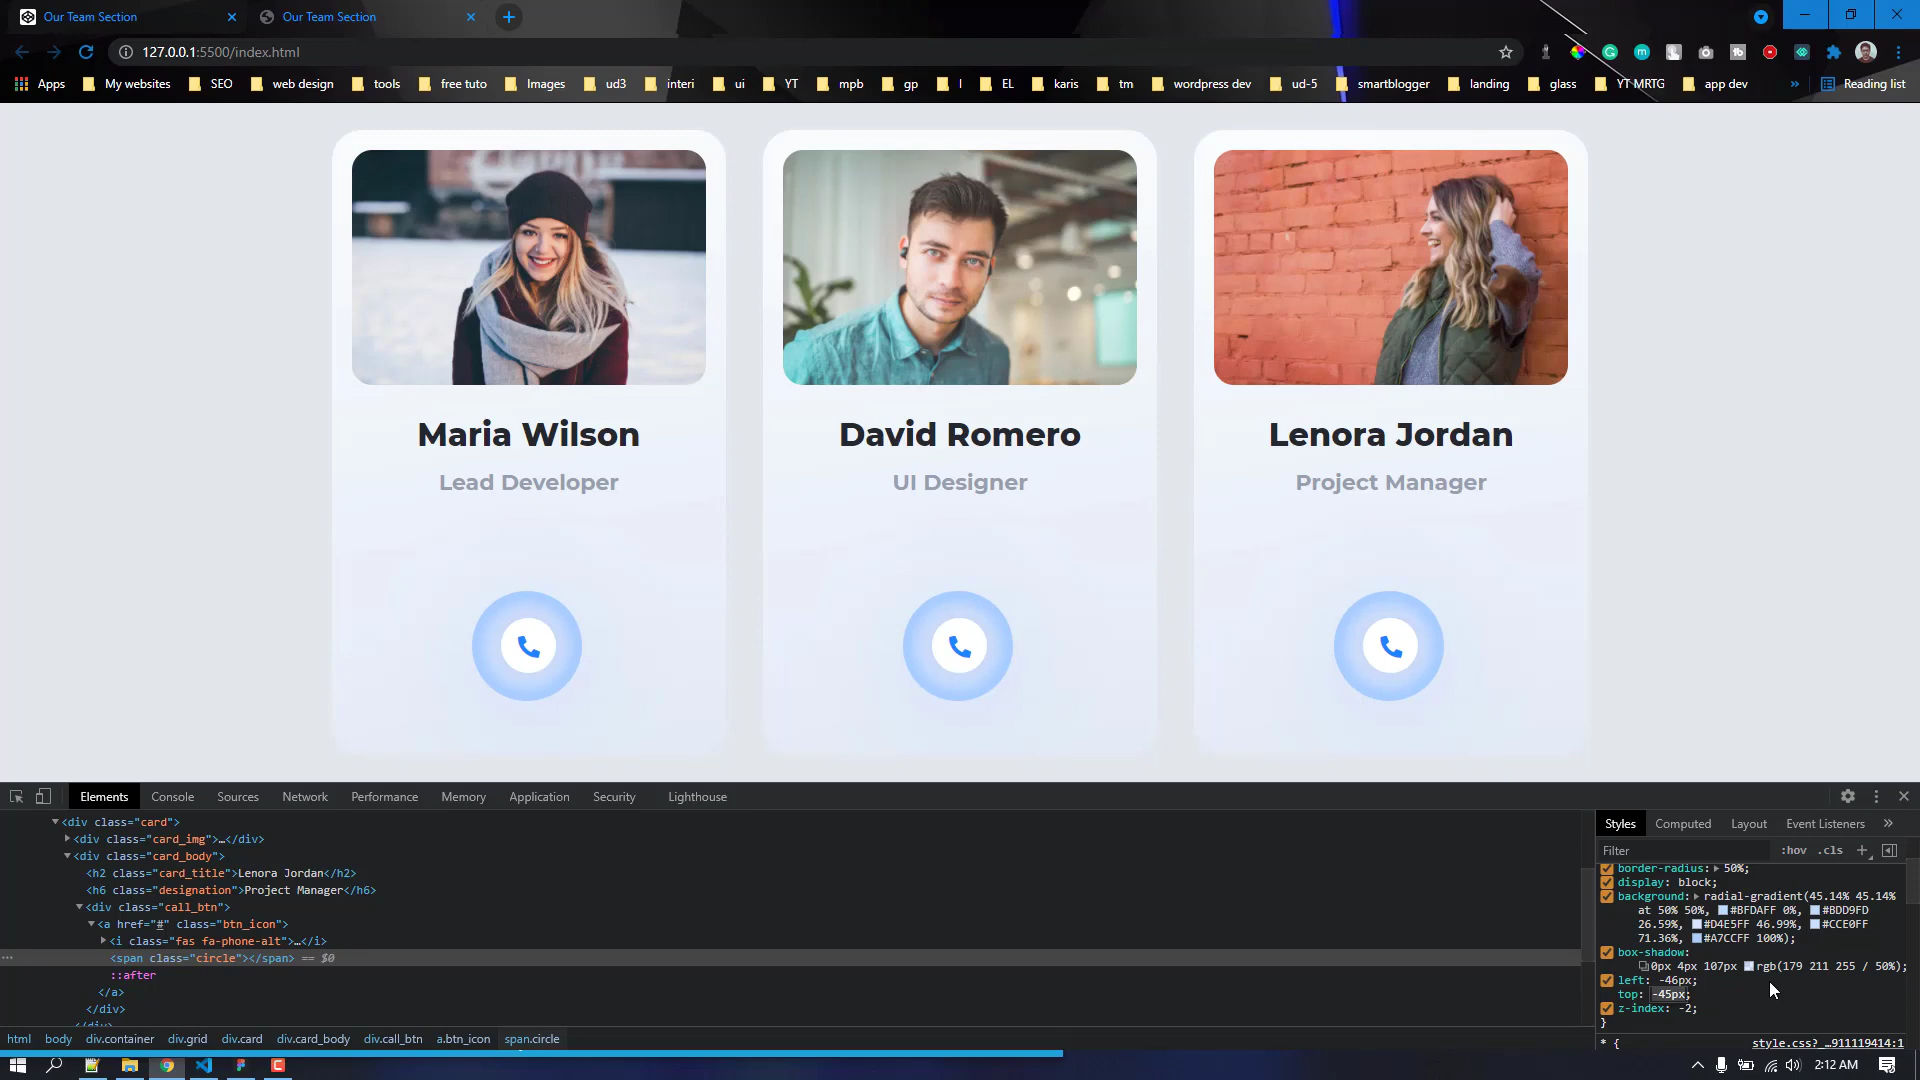 Our Team Section
Our Team Section
127.0.0.1:5500/index.html
Apps My websites SEO web design tools free tuto Images ud3 interi ui YT mpb gp l EL karis tm wordpress dev ud-5 smartblogger landing glass YT MRTG app dev » Reading list
Maria Wilson
Lead Developer
David Romero
UI Designer
Lenora Jordan
Project Manager
Elements Console Sources Network Performance Memory Application Security Lighthouse
<div class="card">
<div class="card_img">…</div>
<div class="card_body">
<h2 class="card_title">Lenora Jordan</h2>
<h6 class="designation">Project Manager</h6>
<div class="call_btn">
<a href="#" class="btn_icon">
<i class="fas fa-phone-alt">…</i>
<span class="circle"></span> == $0
::after
</a>
</div>
</div>
html body div.container div.grid div.card div.card_body div.call_btn a.btn_icon span.circle
Styles Computed Layout Event Listeners »
Filter :hov .cls +
border-radius: 50%;
display: block;
background: radial-gradient(45.14% 45.14%
at 50% 50%, #BFDAFF 0%, #BDD9FD
26.59%, #D4E5FF 46.99%, #CCE0FF
71.36%, #A7CCFF 100%);
box-shadow:
0px 4px 107px rgb(179 211 255 / 50%);
left: -46px;
top: -45px;
z-index: -2;
}
* { style.css?_…911119414:1
2:12 AM